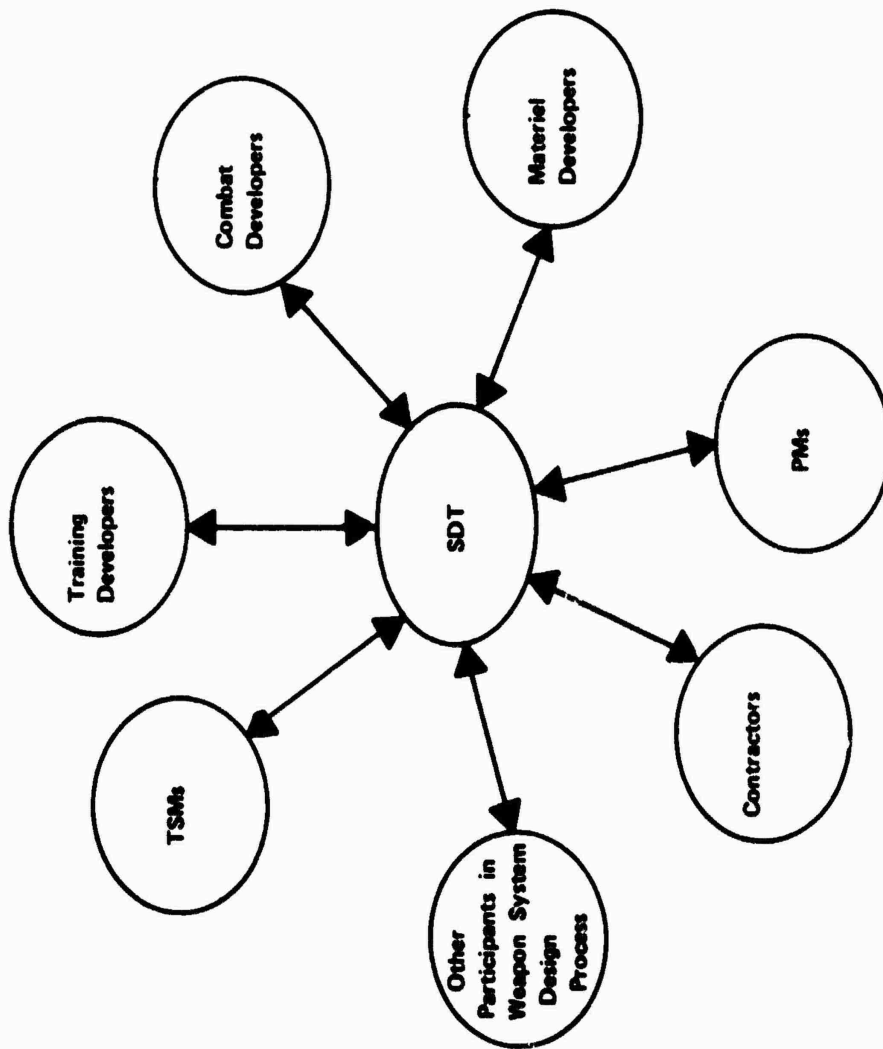 Training
Developers
Combat
Developers
TSMs
SDT
Materiel
Developers
Other
Participants in
Weapon System
Design
Process
Contractors
PMs